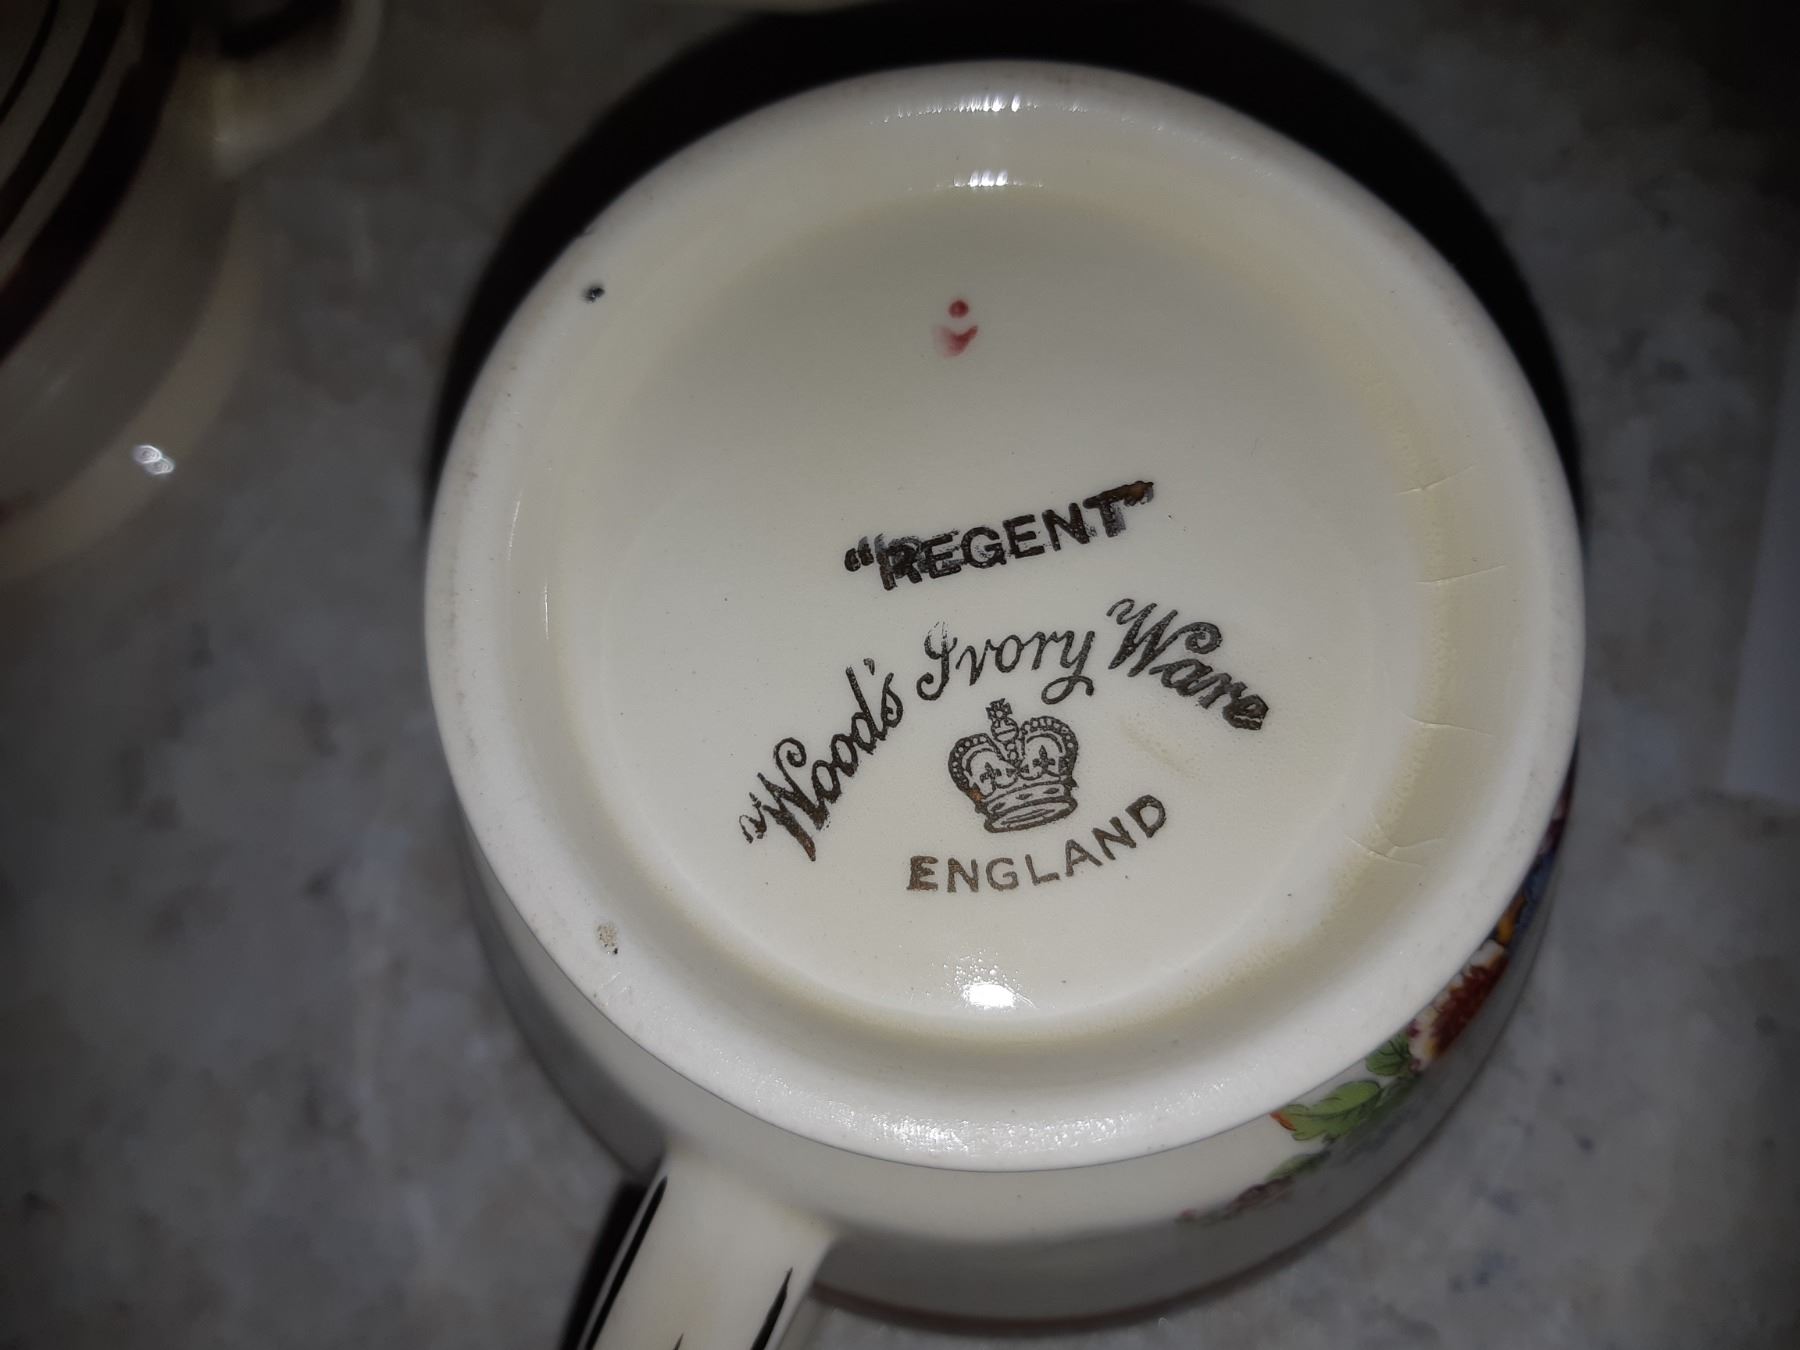 "REGENT"
"Wood's Ivory Ware"
ENGLAND